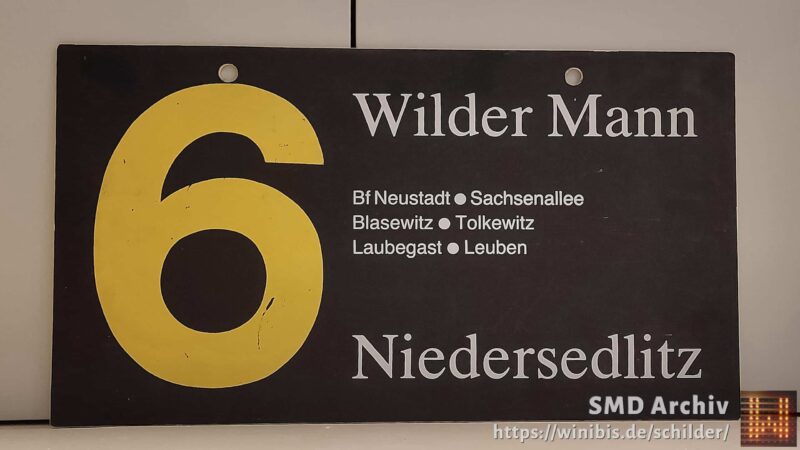 6
Wilder Mann
Bf Neustadt ● Sachsenallee
Blasewitz ● Tolkewitz
Laubegast ● Leuben
Niedersedlitz
SMD Archiv
https://winibis.de/schilder/